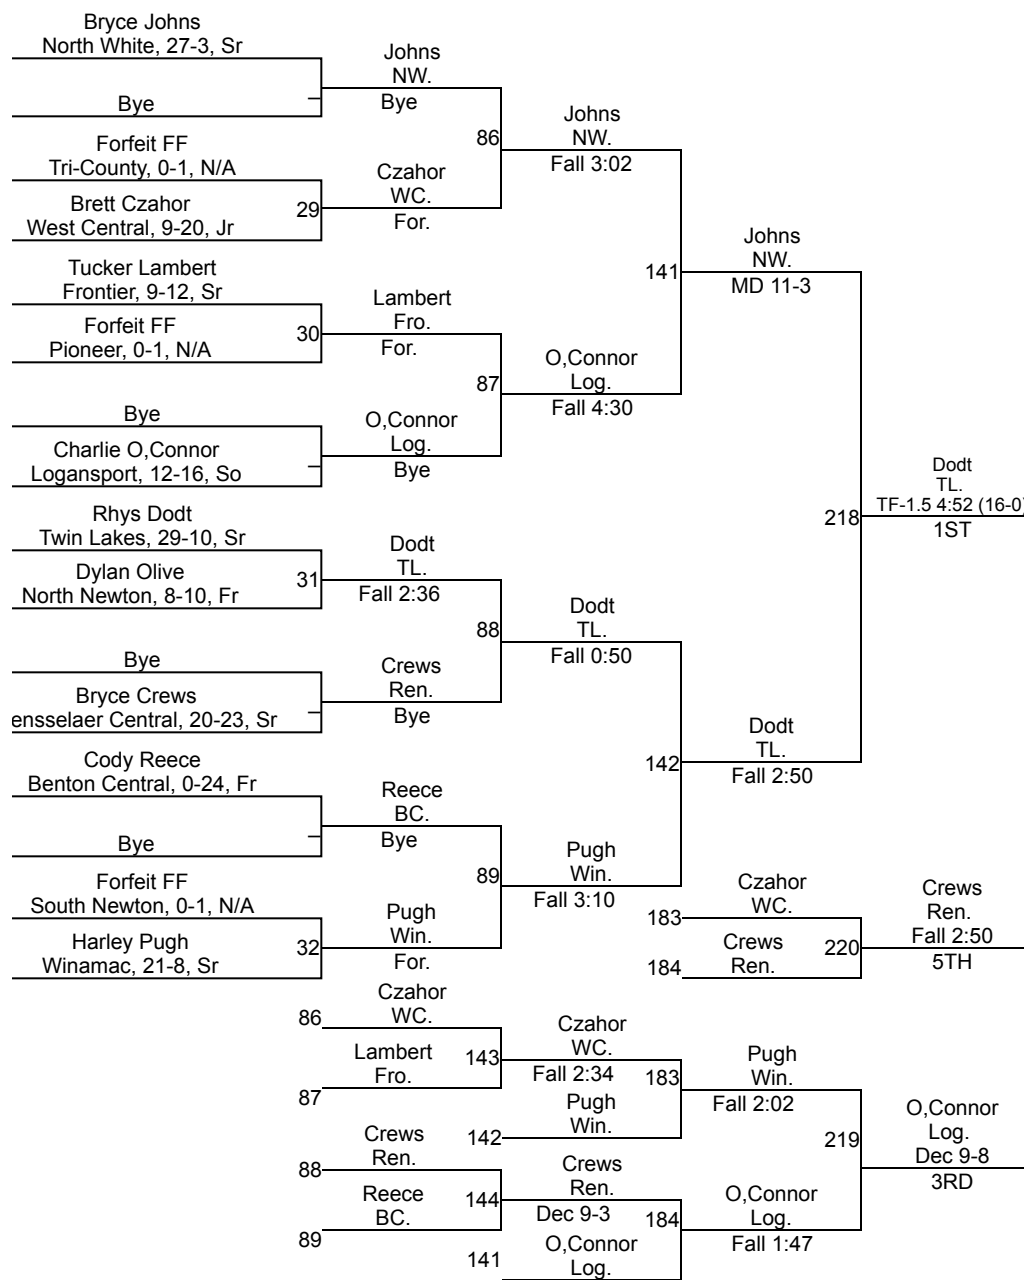 Bryce Johns
North White, 27-3, Sr
Bye
Johns
NW.
Bye
Forfeit FF
Tri-County, 0-1, N/A
Brett Czahor
West Central, 9-20, Jr
29
Czahor
WC.
For.
86
Johns
NW.
Fall 3:02
Tucker Lambert
Frontier, 9-12, Sr
Forfeit FF
Pioneer, 0-1, N/A
30
Lambert
Fro.
For.
Bye
Charlie O,Connor
Logansport, 12-16, So
O,Connor
Log.
Bye
87
O,Connor
Log.
Fall 4:30
141
Johns
NW.
MD 11-3
Rhys Dodt
Twin Lakes, 29-10, Sr
Dylan Olive
North Newton, 8-10, Fr
31
Dodt
TL.
Fall 2:36
Bye
Bryce Crews
ensselaer Central, 20-23, Sr
Crews
Ren.
Bye
88
Dodt
TL.
Fall 0:50
Cody Reece
Benton Central, 0-24, Fr
Bye
Reece
BC.
Bye
Forfeit FF
South Newton, 0-1, N/A
Harley Pugh
Winamac, 21-8, Sr
32
Pugh
Win.
For.
89
Pugh
Win.
Fall 3:10
142
Dodt
TL.
Fall 2:50
218
Dodt
TL.
TF-1.5 4:52 (16-0)
1ST
183
Czahor
WC.
184
Crews
Ren.
220
Crews
Ren.
Fall 2:50
5TH
86
Czahor
WC.
87
Lambert
Fro.
143
Czahor
WC.
Fall 2:34
142
Pugh
Win.
183
Pugh
Win.
Fall 2:02
88
Crews
Ren.
89
Reece
BC.
144
Crews
Ren.
Dec 9-3
141
O,Connor
Log.
184
O,Connor
Log.
Fall 1:47
219
O,Connor
Log.
Dec 9-8
3RD